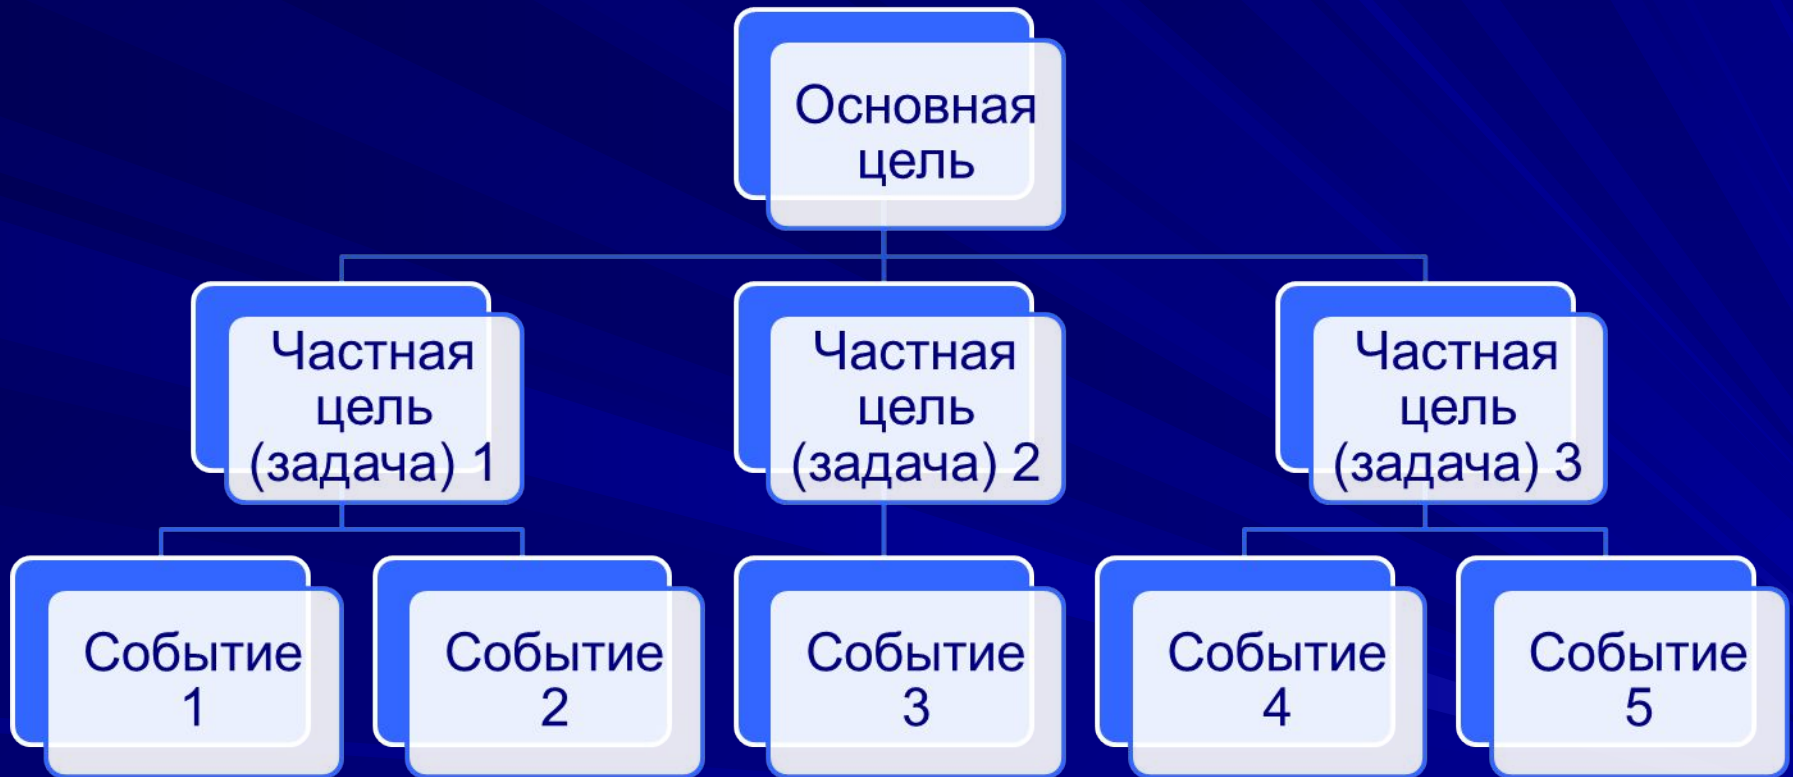 Основная
цель
Частная
цель
(задача) 1
Частная
цель
(задача) 2
Частная
цель
(задача) 3
Событие
1
Событие
2
Событие
3
Событие
4
Событие
5